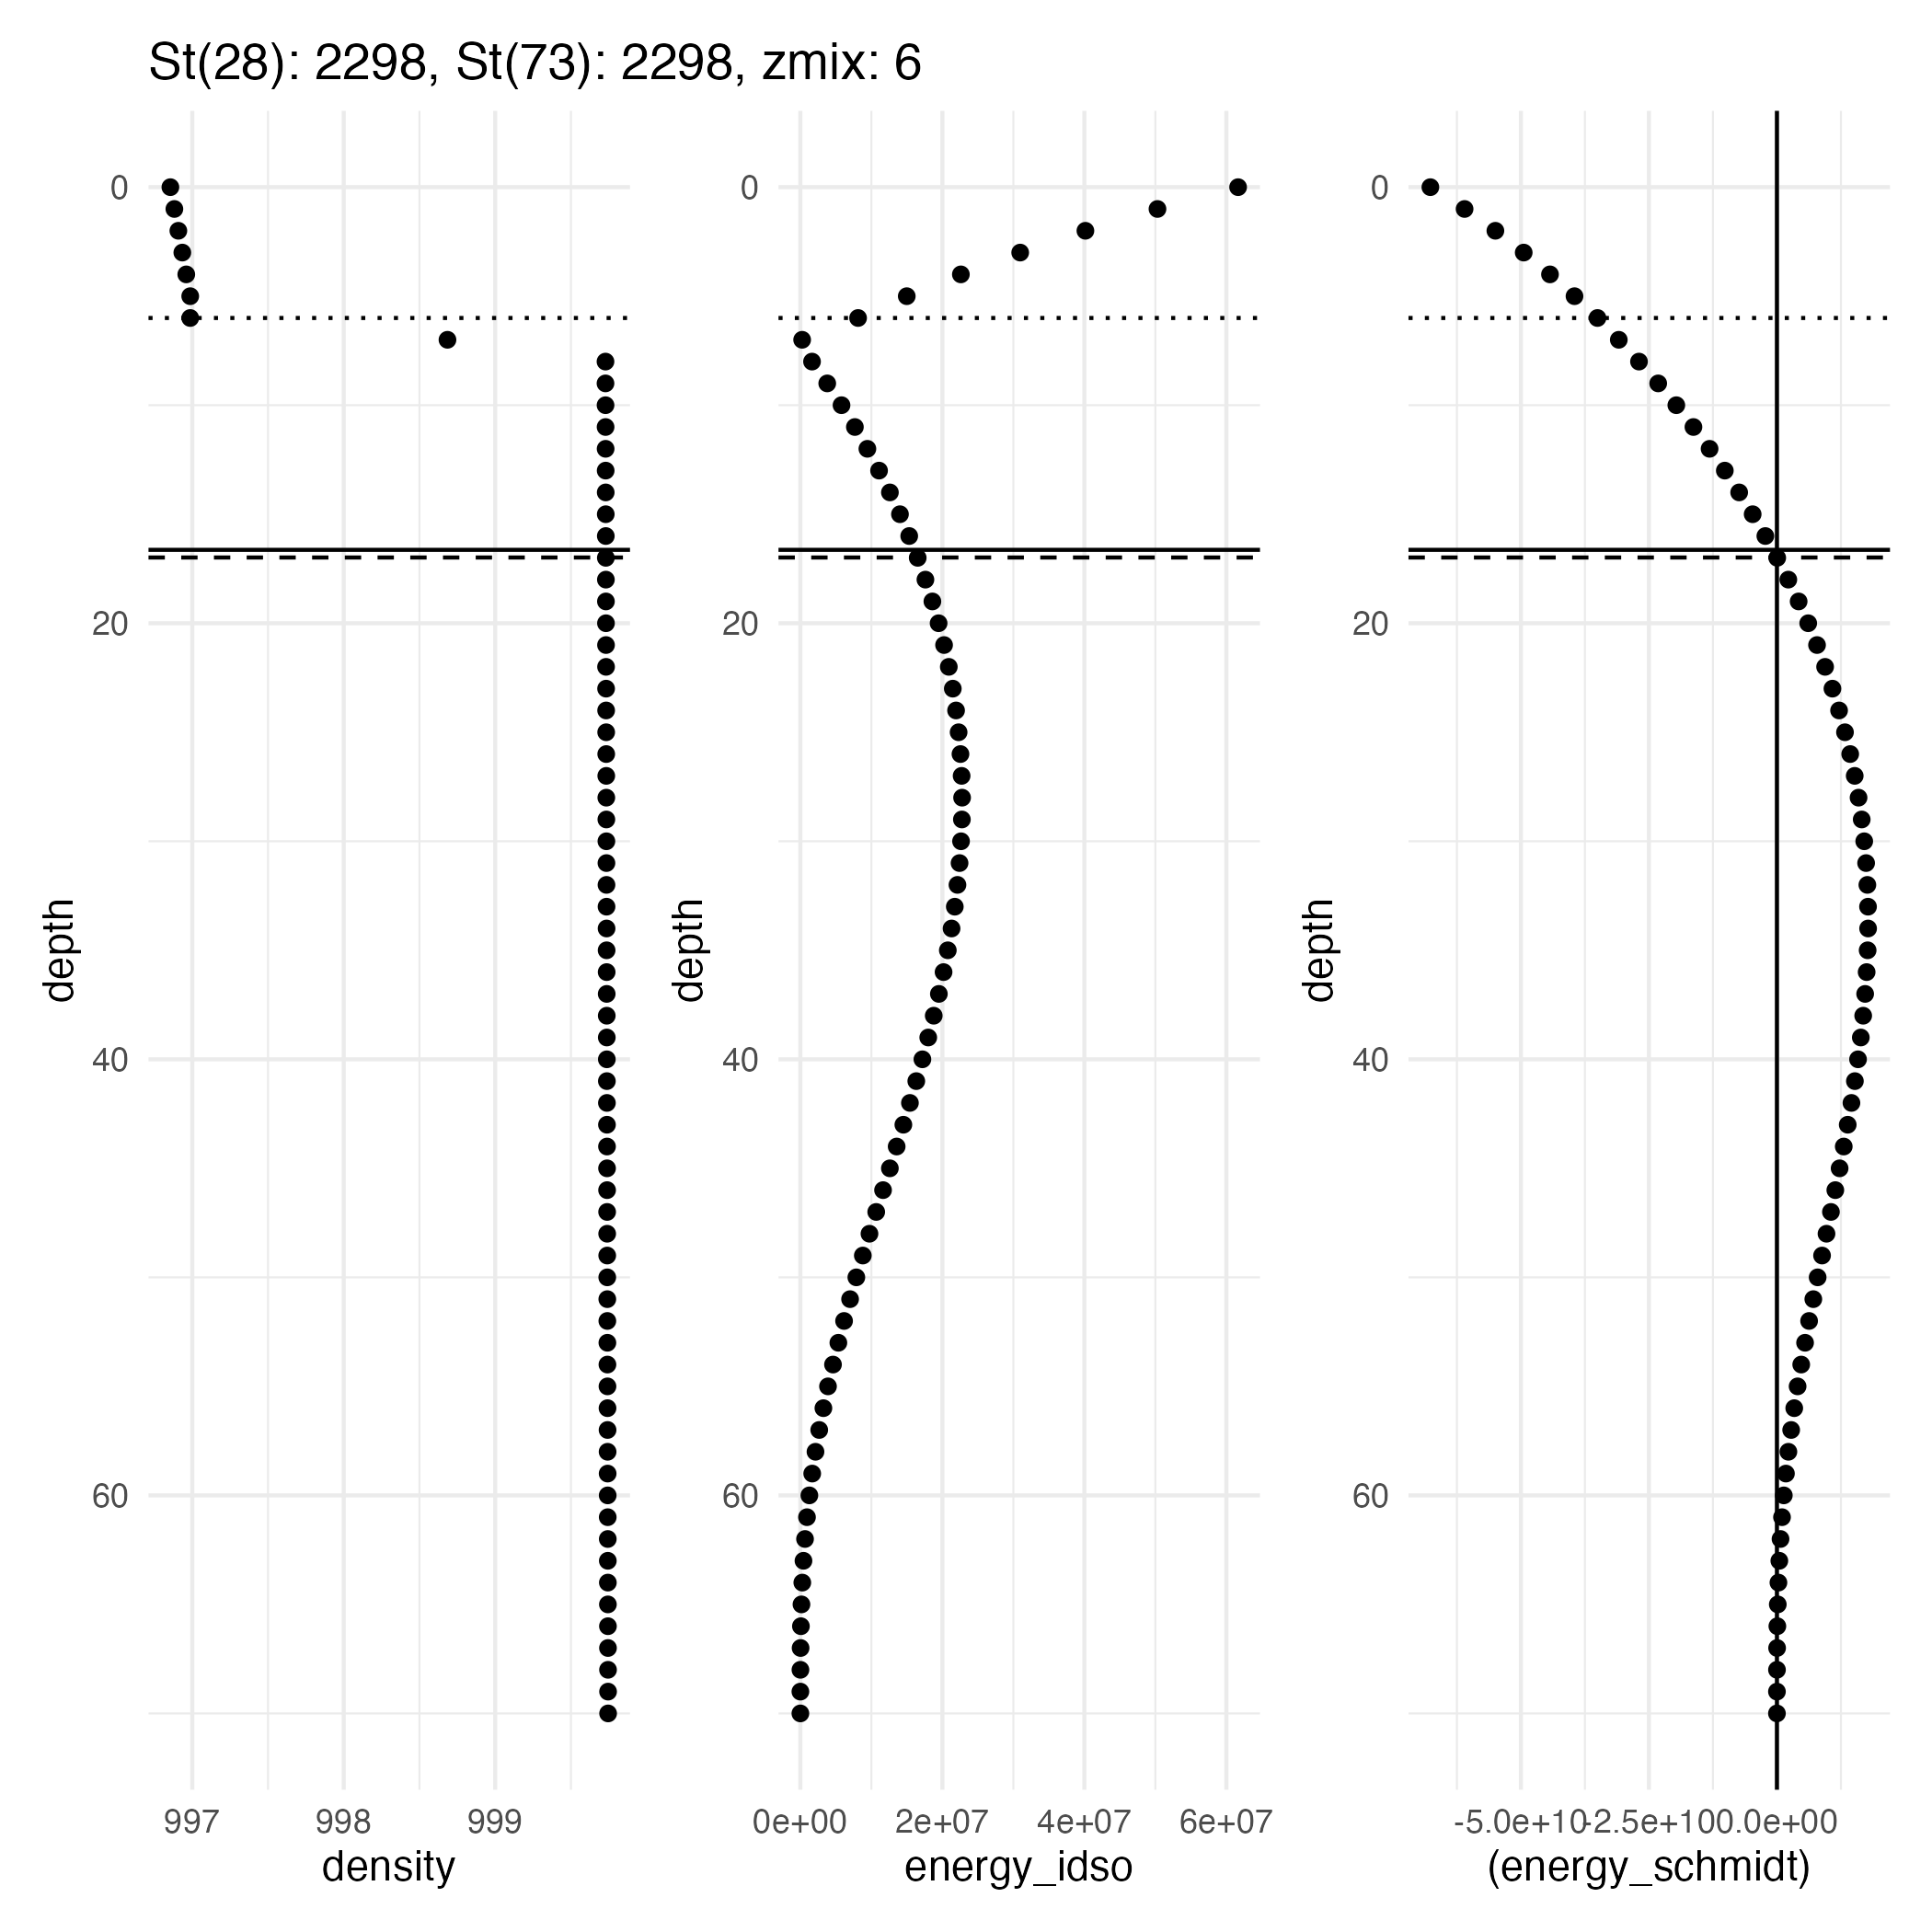 St(28): 2298, St(73): 2298, zmix: 6
0
20
40
60
depth
997
998
999
density
0
20
40
60
depth
0e+00
2e+07
4e+07
6e+07
energy_idso
0
20
40
60
depth
-5.0e+10
-2.5e+10
0.0e+00
(energy_schmidt)